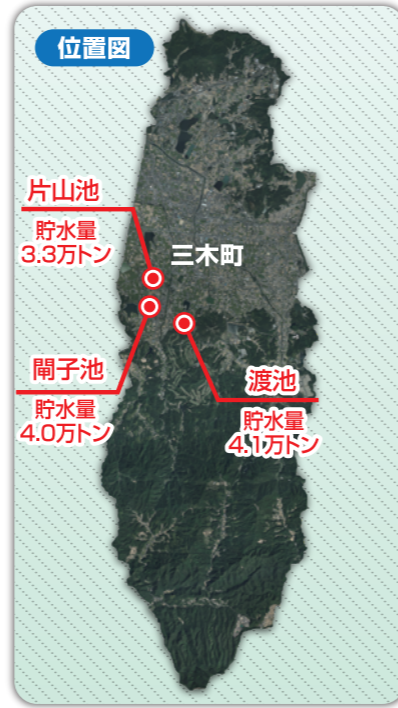 位置図
片山池
貯水量
3.3万トン
三木町
閘子池
貯水量
4.0万トン
渡池
貯水量
4.1万トン